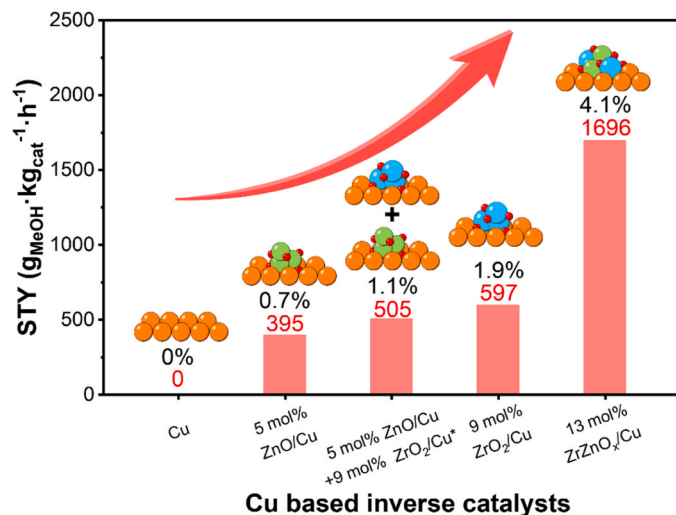 STY (gMeOH·kgcat⁻¹·h⁻¹)
2500
2000
1500
1000
500
0
0%
0
0.7%
395
+
1.1%
505
1.9%
597
4.1%
1696
Cu
5 mol%
ZnO/Cu
5 mol% ZnO/Cu
+9 mol% ZrO₂/Cu*
9 mol%
ZrO₂/Cu
13 mol%
ZrZnOₓ/Cu
Cu based inverse catalysts